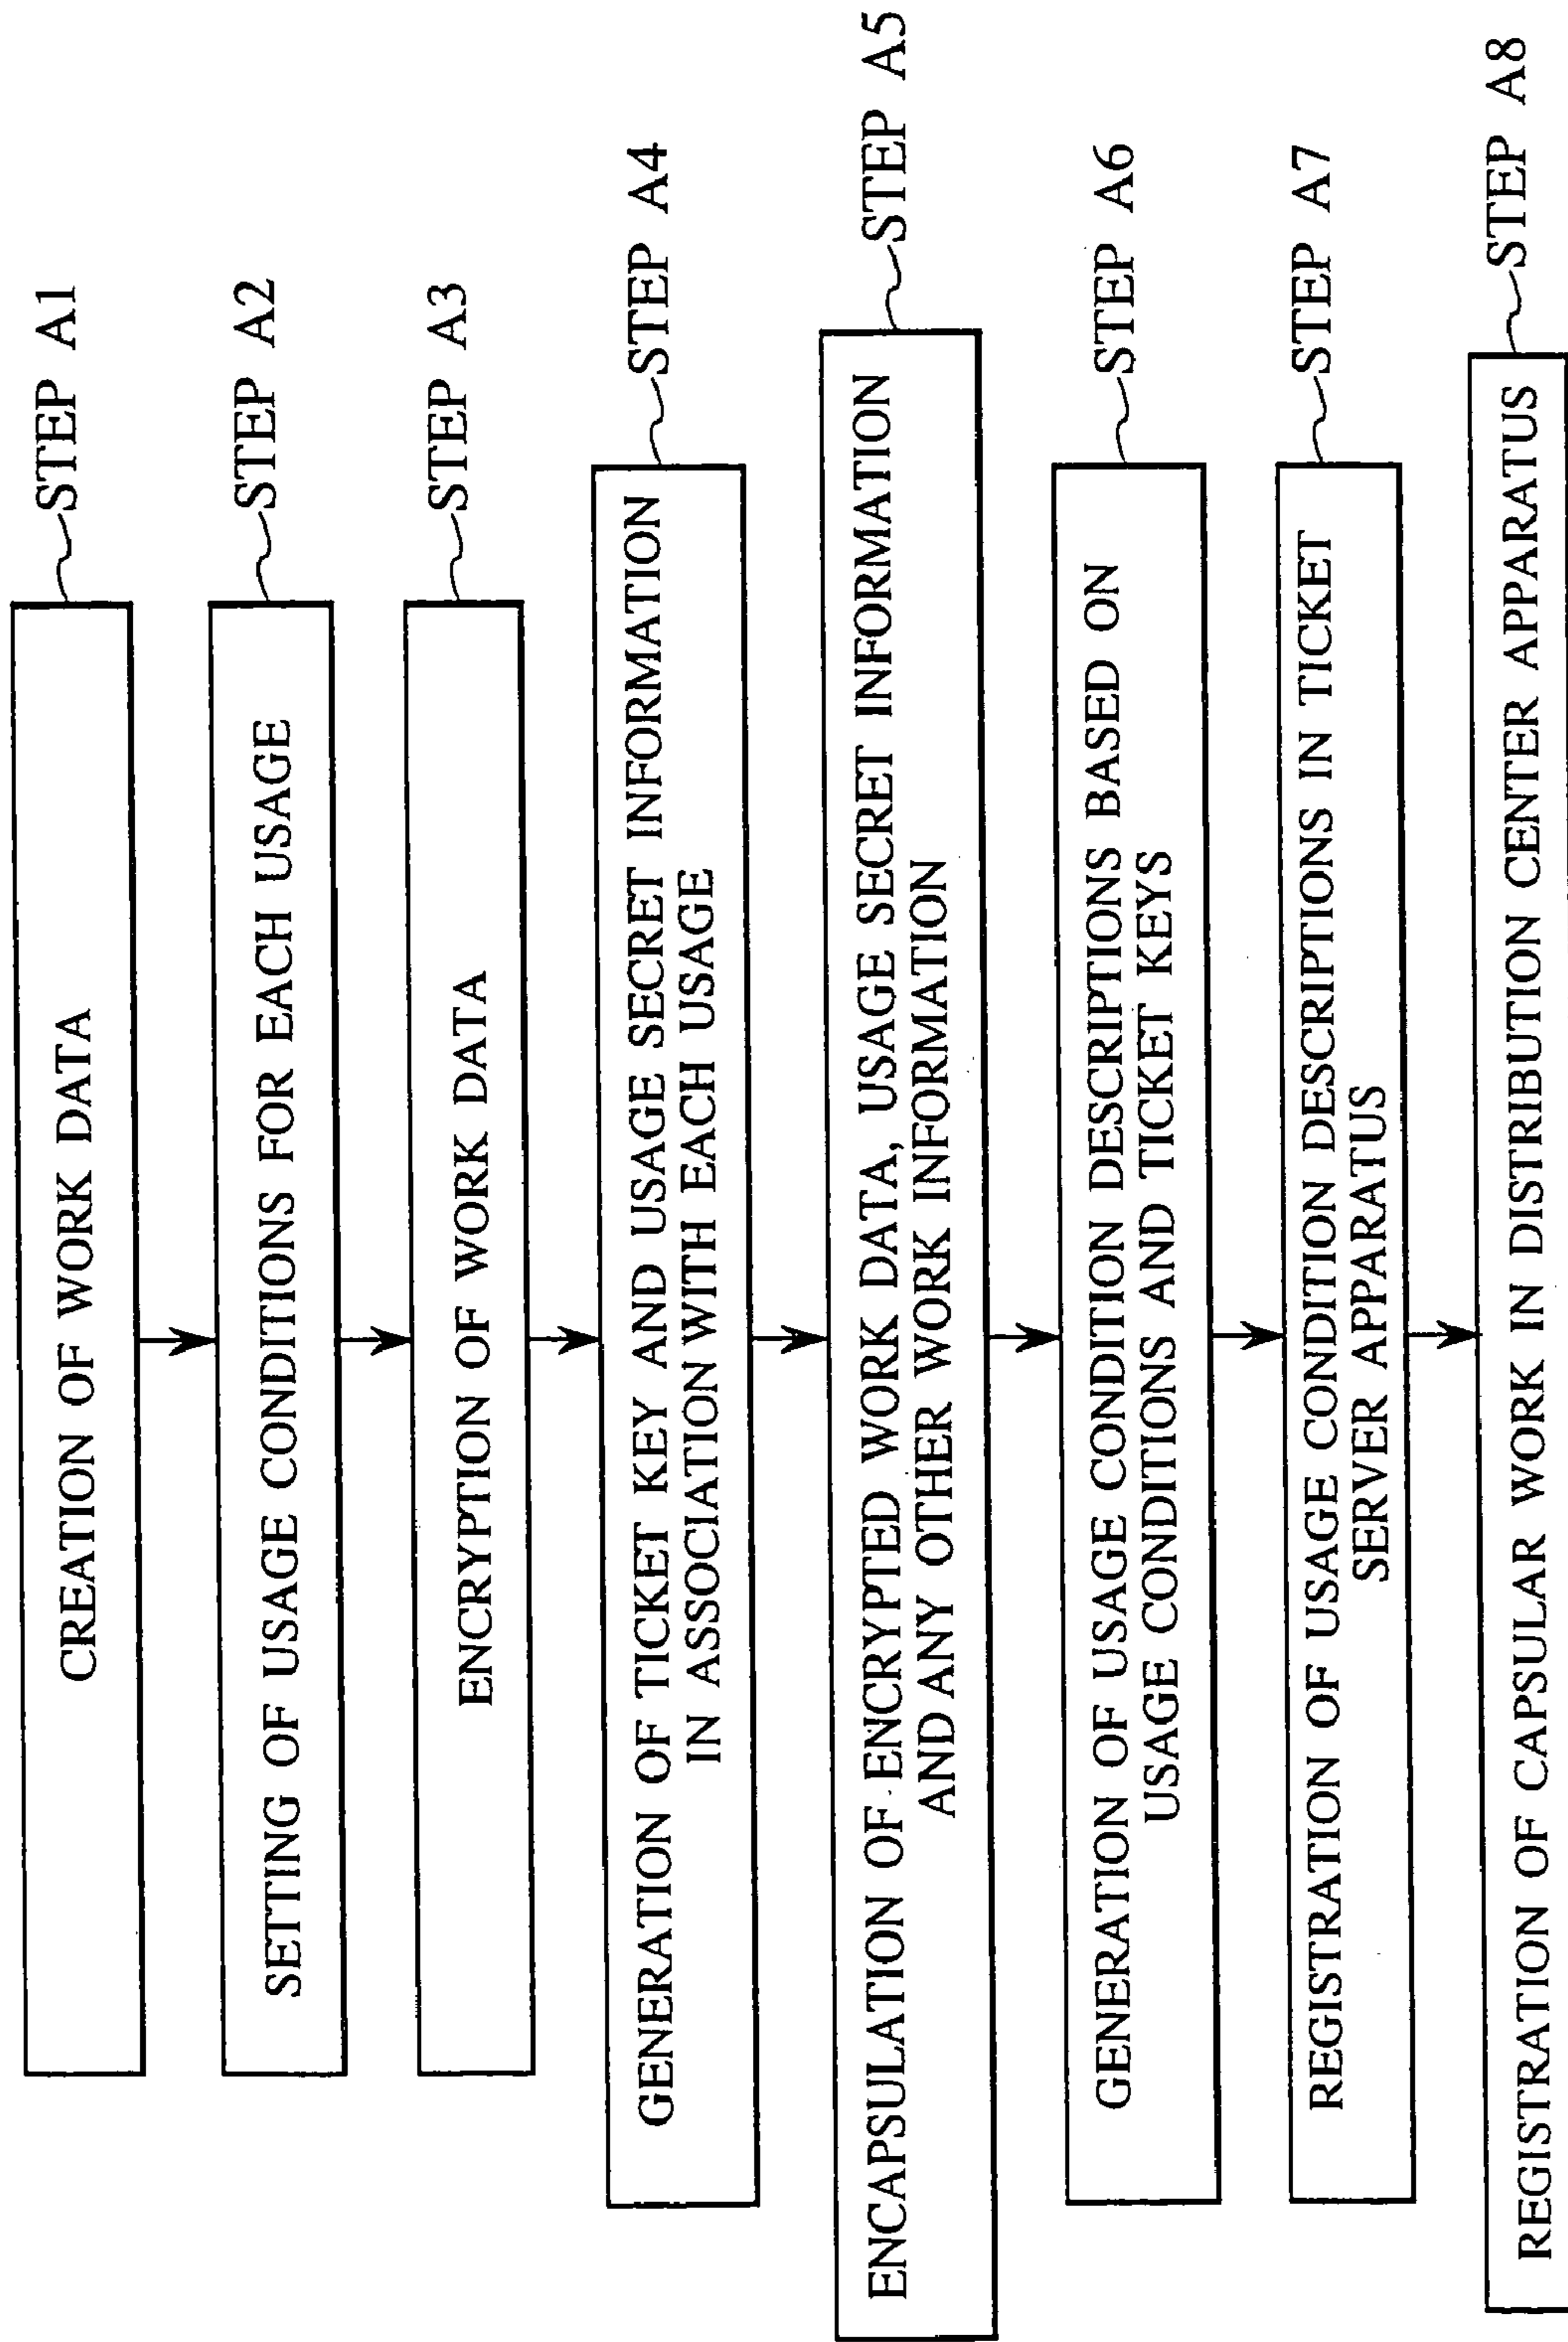 CREATION OF WORK DATA
STEP A1
SETTING OF USAGE CONDITIONS FOR EACH USAGE
STEP A2
ENCRYPTION OF WORK DATA
STEP A3
GENERATION OF TICKET KEY AND USAGE SECRET INFORMATION
IN ASSOCIATION WITH EACH USAGE
STEP A4
ENCAPSULATION OF ENCRYPTED WORK DATA, USAGE SECRET INFORMATION
AND ANY OTHER WORK INFORMATION
STEP A5
GENERATION OF USAGE CONDITION DESCRIPTIONS BASED ON
USAGE CONDITIONS AND TICKET KEYS
STEP A6
REGISTRATION OF USAGE CONDITION DESCRIPTIONS IN TICKET
SERVER APPARATUS
STEP A7
REGISTRATION OF CAPSULAR WORK IN DISTRIBUTION CENTER APPARATUS
STEP A8